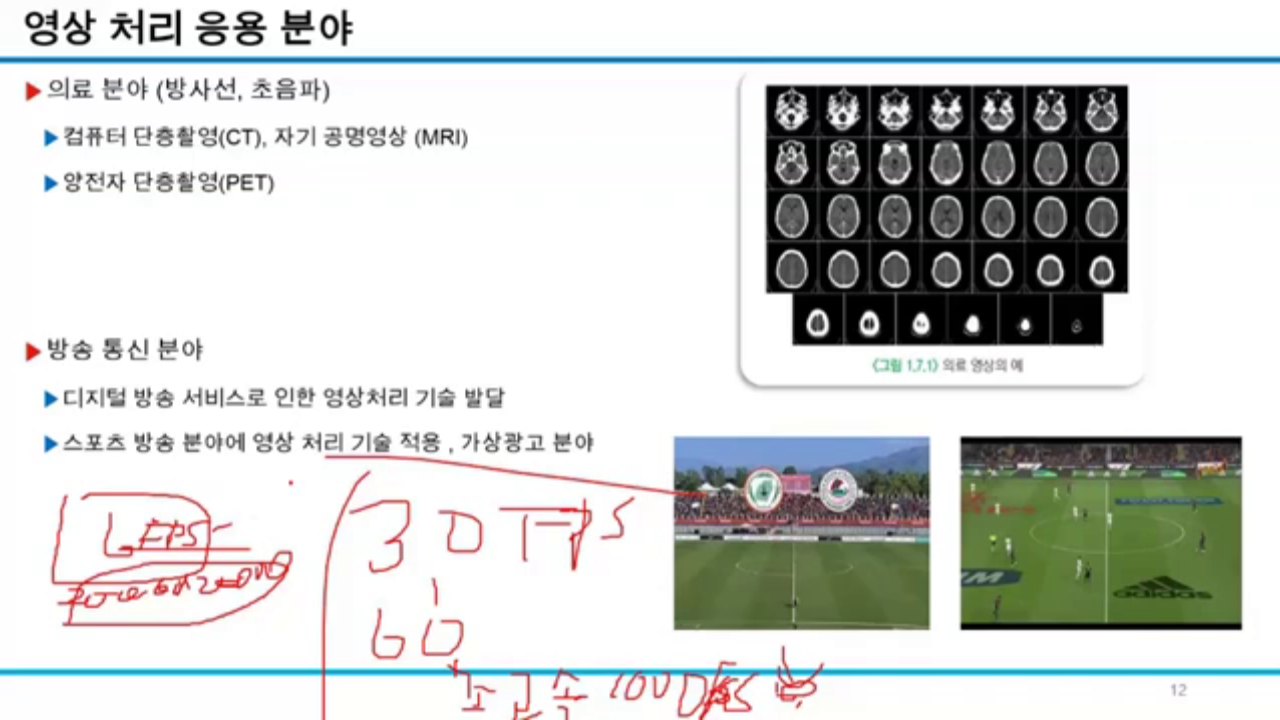 영상 처리 응용 분야
의료 분야 (방사선, 초음파)
컴퓨터 단층촬영(CT), 자기 공명영상 (MRI)
양전자 단층촬영(PET)
〈그림 1.7.1〉 의료 영상의 예
방송 통신 분야
디지털 방송 서비스로 인한 영상처리 기술 발달
스포츠 방송 분야에 영상 처리 기술 적용 , 가상광고 분야
30 FPS
60
초고속 1000
adidas
12